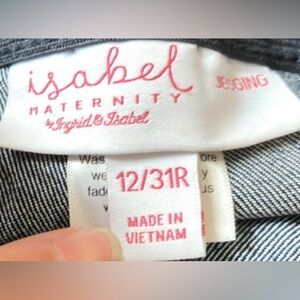 isabel
MATERNITY
by Ingrid & Isabel
JEGGING
12/31R
MADE IN
VIETNAM